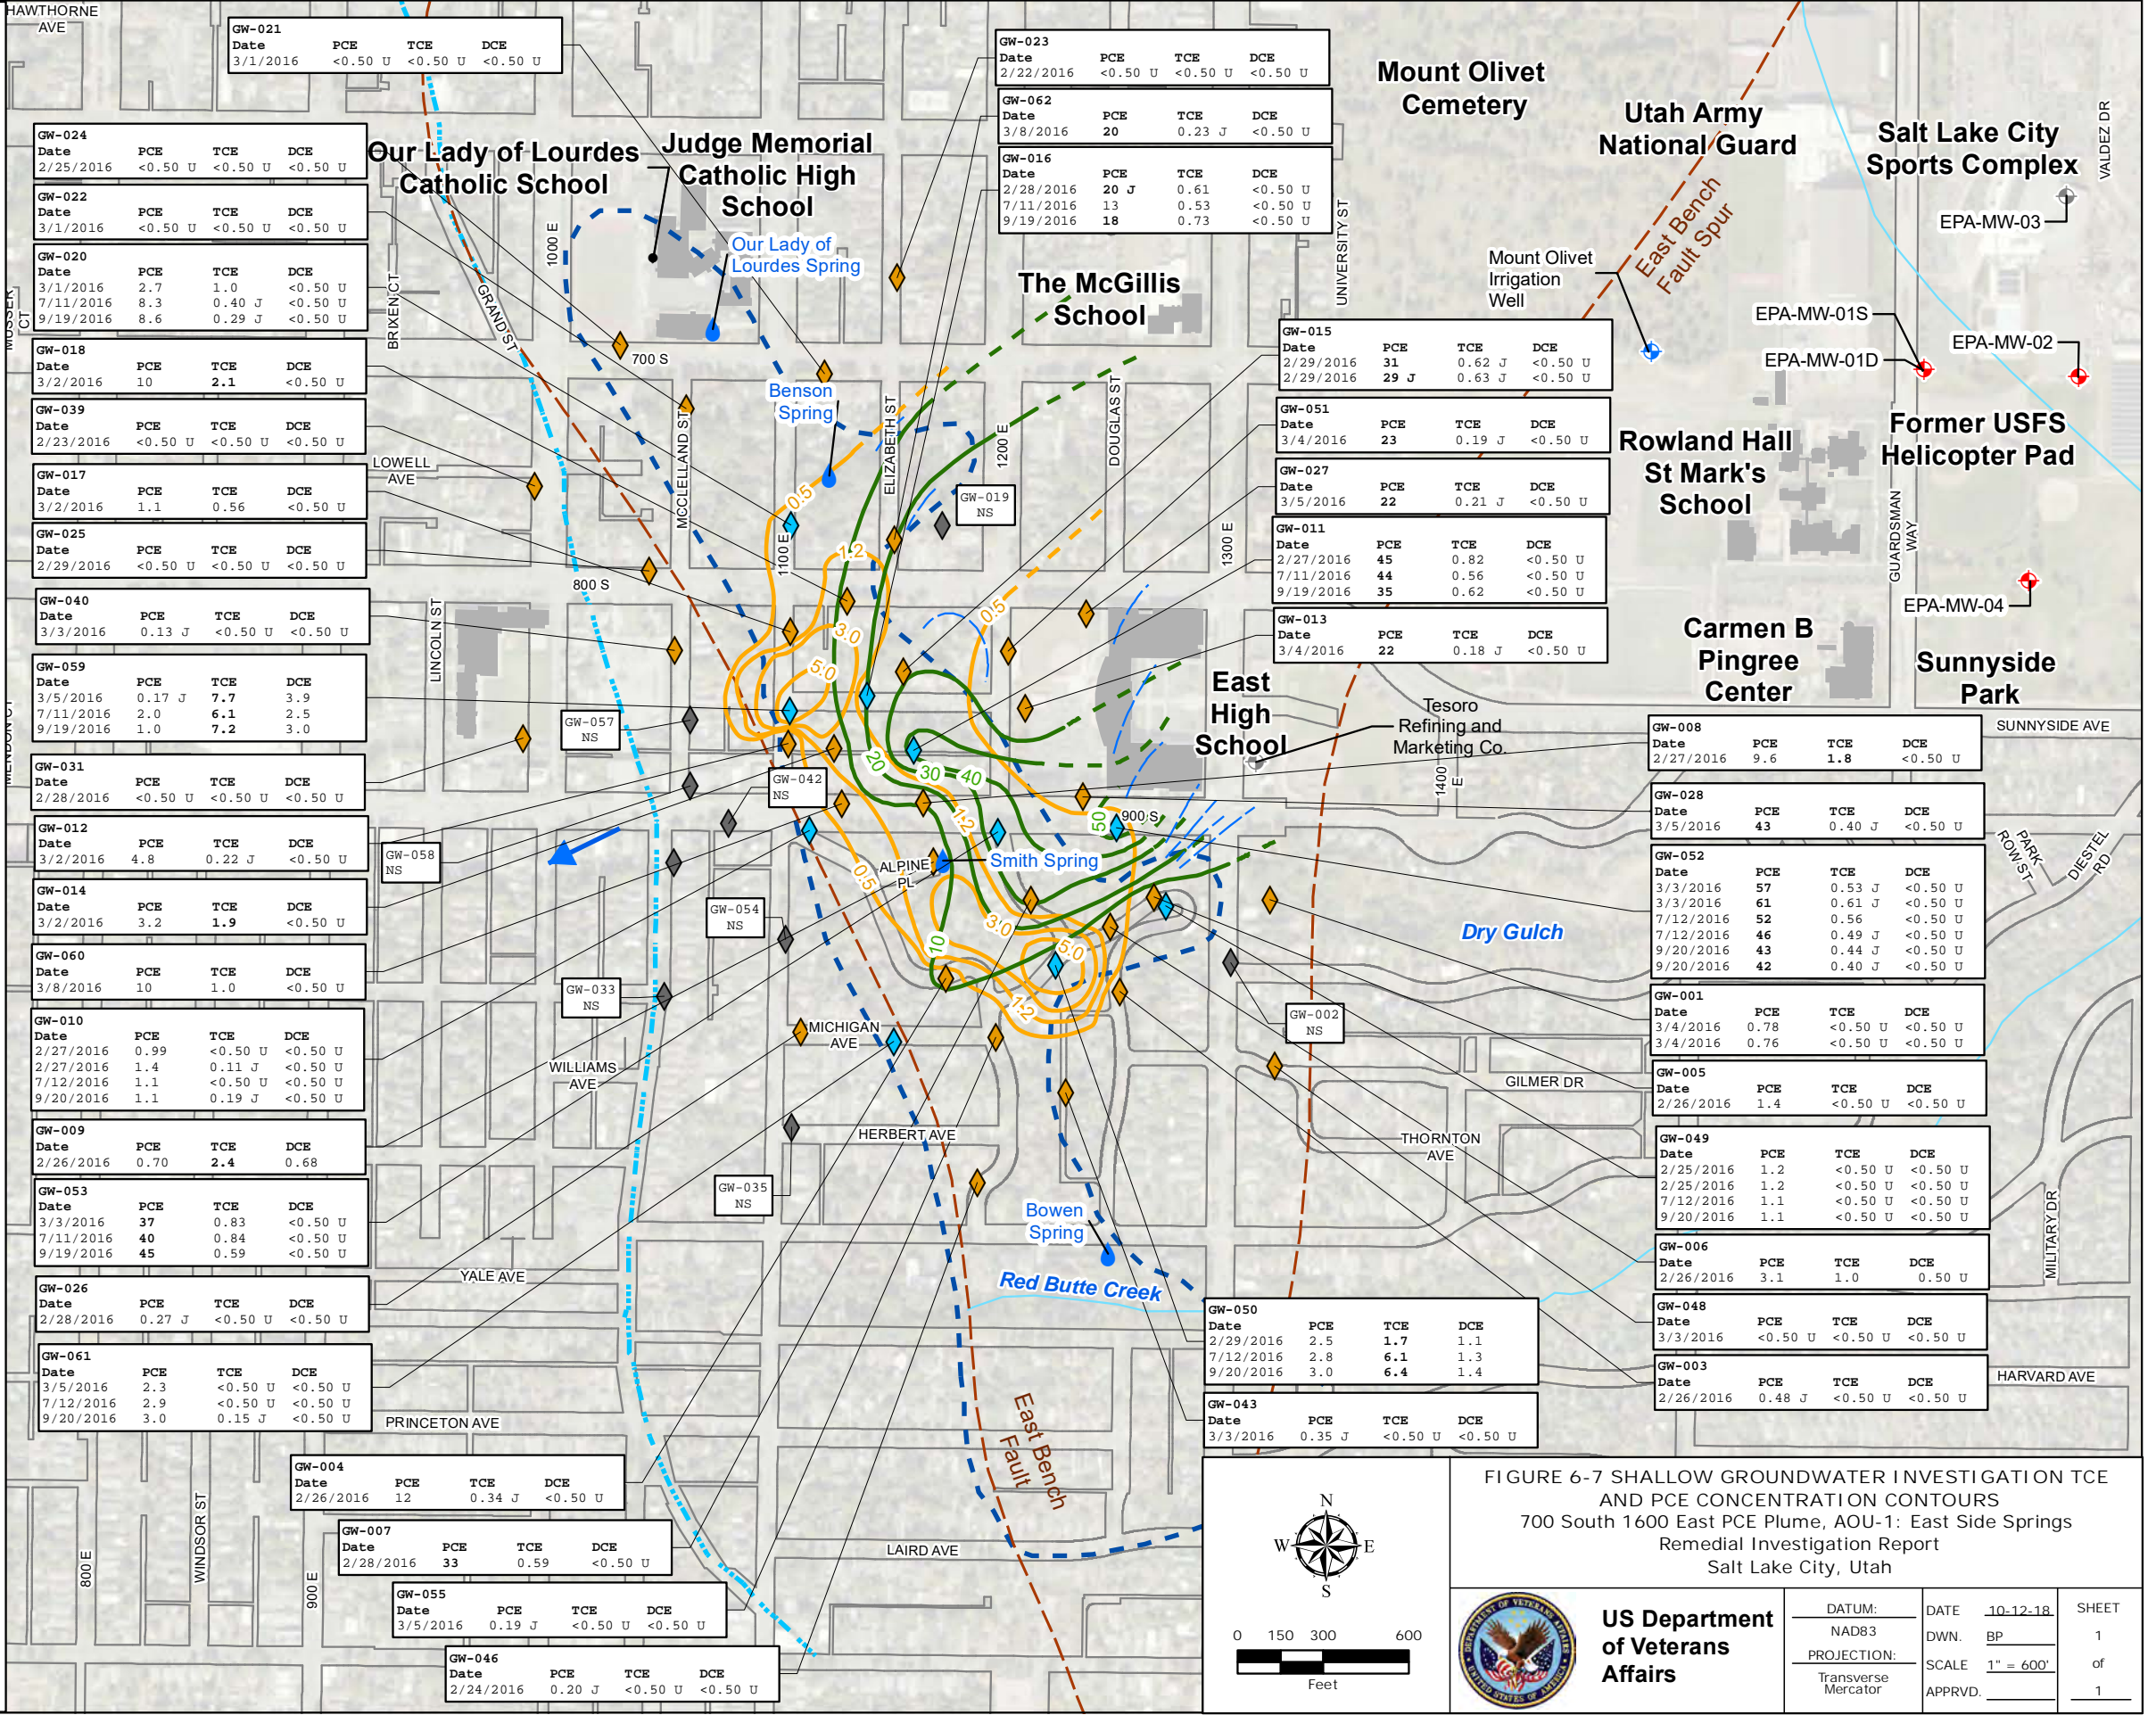 HAWTHORNE
AVE
GW-021
Date PCE TCE DCE
3/1/2016 <0.50 U <0.50 U <0.50 U
GW-024
Date PCE TCE DCE
2/25/2016 <0.50 U <0.50 U <0.50 U
GW-022
Date PCE TCE DCE
3/1/2016 <0.50 U <0.50 U <0.50 U
GW-020
Date PCE TCE DCE
3/1/2016 2.7 1.0 <0.50 U
7/11/2016 8.3 0.40 J <0.50 U
9/19/2016 8.6 0.29 J <0.50 U
GW-018
Date PCE TCE DCE
3/2/2016 10 2.1 <0.50 U
GW-039
Date PCE TCE DCE
2/23/2016 <0.50 U <0.50 U <0.50 U
GW-017
Date PCE TCE DCE
3/2/2016 1.1 0.56 <0.50 U
GW-025
Date PCE TCE DCE
2/29/2016 <0.50 U <0.50 U <0.50 U
GW-040
Date PCE TCE DCE
3/3/2016 0.13 J <0.50 U <0.50 U
GW-059
Date PCE TCE DCE
3/5/2016 0.17 J 7.7 3.9
7/11/2016 2.0 6.1 2.5
9/19/2016 1.0 7.2 3.0
GW-031
Date PCE TCE DCE
2/28/2016 <0.50 U <0.50 U <0.50 U
GW-012
Date PCE TCE DCE
3/2/2016 4.8 0.22 J <0.50 U
GW-014
Date PCE TCE DCE
3/2/2016 3.2 1.9 <0.50 U
GW-060
Date PCE TCE DCE
3/8/2016 10 1.0 <0.50 U
GW-010
Date PCE TCE DCE
2/27/2016 0.99 <0.50 U <0.50 U
2/27/2016 1.4 0.11 J <0.50 U
7/12/2016 1.1 <0.50 U <0.50 U
9/20/2016 1.1 0.19 J <0.50 U
GW-009
Date PCE TCE DCE
2/26/2016 0.70 2.4 0.68
GW-053
Date PCE TCE DCE
3/3/2016 37 0.83 <0.50 U
7/11/2016 40 0.84 <0.50 U
9/19/2016 45 0.59 <0.50 U
GW-026
Date PCE TCE DCE
2/28/2016 0.27 J <0.50 U <0.50 U
GW-061
Date PCE TCE DCE
3/5/2016 2.3 <0.50 U <0.50 U
7/12/2016 2.9 <0.50 U <0.50 U
9/20/2016 3.0 0.15 J <0.50 U
GW-004
Date PCE TCE DCE
2/26/2016 12 0.34 J <0.50 U
GW-007
Date PCE TCE DCE
2/28/2016 33 0.59 <0.50 U
GW-055
Date PCE TCE DCE
3/5/2016 0.19 J <0.50 U <0.50 U
GW-046
Date PCE TCE DCE
2/24/2016 0.20 J <0.50 U <0.50 U
GW-023
Date PCE TCE DCE
2/22/2016 <0.50 U <0.50 U <0.50 U
GW-062
Date PCE TCE DCE
3/8/2016 20 0.23 J <0.50 U
GW-016
Date PCE TCE DCE
2/28/2016 20 J 0.61 <0.50 U
7/11/2016 13 0.53 <0.50 U
9/19/2016 18 0.73 <0.50 U
GW-015
Date PCE TCE DCE
2/29/2016 31 0.62 J <0.50 U
2/29/2016 29 J 0.63 J <0.50 U
GW-051
Date PCE TCE DCE
3/4/2016 23 0.19 J <0.50 U
GW-027
Date PCE TCE DCE
3/5/2016 22 0.21 J <0.50 U
GW-011
Date PCE TCE DCE
2/27/2016 45 0.82 <0.50 U
7/11/2016 44 0.56 <0.50 U
9/19/2016 35 0.62 <0.50 U
GW-013
Date PCE TCE DCE
3/4/2016 22 0.18 J <0.50 U
GW-008
Date PCE TCE DCE
2/27/2016 9.6 1.8 <0.50 U
GW-028
Date PCE TCE DCE
3/5/2016 43 0.40 J <0.50 U
GW-052
Date PCE TCE DCE
3/3/2016 57 0.53 J <0.50 U
3/3/2016 61 0.61 J <0.50 U
7/12/2016 52 0.56 <0.50 U
7/12/2016 46 0.49 J <0.50 U
9/20/2016 43 0.44 J <0.50 U
9/20/2016 42 0.40 J <0.50 U
GW-001
Date PCE TCE DCE
3/4/2016 0.78 <0.50 U <0.50 U
3/4/2016 0.76 <0.50 U <0.50 U
GW-005
Date PCE TCE DCE
2/26/2016 1.4 <0.50 U <0.50 U
GW-049
Date PCE TCE DCE
2/25/2016 1.2 <0.50 U <0.50 U
2/25/2016 1.2 <0.50 U <0.50 U
7/12/2016 1.1 <0.50 U <0.50 U
9/20/2016 1.1 <0.50 U <0.50 U
GW-006
Date PCE TCE DCE
2/26/2016 3.1 1.0 0.50 U
GW-048
Date PCE TCE DCE
3/3/2016 <0.50 U <0.50 U <0.50 U
GW-003
Date PCE TCE DCE
2/26/2016 0.48 J <0.50 U <0.50 U
GW-050
Date PCE TCE DCE
2/29/2016 2.5 1.7 1.1
7/12/2016 2.8 6.1 1.3
9/20/2016 3.0 6.4 1.4
GW-043
Date PCE TCE DCE
3/3/2016 0.35 J <0.50 U <0.50 U
Our Lady of Lourdes
Catholic School
Judge Memorial
Catholic High
School
Our Lady of
Lourdes Spring
Mount Olivet
Cemetery
Utah Army
National Guard
Salt Lake City
Sports Complex
VALDEZ DR
EPA-MW-03
East Bench
Fault Spur
Mount Olivet
Irrigation
Well
EPA-MW-01S
EPA-MW-01D
EPA-MW-02
Former USFS
Helicopter Pad
Rowland Hall
St Mark's
School
GUARDSMAN
WAY
EPA-MW-04
Carmen B
Pingree
Center
Sunnyside
Park
SUNNYSIDE AVE
The McGillis
School
UNIVERSITY ST
1000 E
BRIXEN CT
GRAND ST
MUSSER
CT
700 S
Benson
Spring
MCCLELLAND ST
ELIZABETH ST
1200 E
DOUGLAS ST
1300 E
1100 E
LOWELL
AVE
800 S
LINCOLN ST
MENDON CT
GW-019
NS
GW-057
NS
GW-042
NS
GW-058
NS
GW-054
NS
GW-033
NS
GW-002
NS
GW-035
NS
0.5
1.2
3.0
5.0
0.5
20
30
40
50
1.2
0.5
10
3.0
5.0
1.2
East
High
School
Tesoro
Refining and
Marketing Co.
1400
E
900 S
ALPINE
PL
Smith Spring
Dry Gulch
PARK
ROW ST
DIESTEL
RD
MICHIGAN
AVE
WILLIAMS
AVE
HERBERT AVE
GILMER DR
THORNTON
AVE
MILITARY DR
Bowen
Spring
Red Butte Creek
YALE AVE
HARVARD AVE
PRINCETON AVE
East Bench
Fault
LAIRD AVE
800 E
WINDSOR ST
900 E
N
W E
S
0 150 300 600
Feet
FIGURE 6-7 SHALLOW GROUNDWATER INVESTIGATION TCE
AND PCE CONCENTRATION CONTOURS
700 South 1600 East PCE Plume, AOU-1: East Side Springs
Remedial Investigation Report
Salt Lake City, Utah
DEPARTMENT OF VETERANS AFFAIRS
UNITED STATES OF AMERICA
US Department
of Veterans
Affairs
DATUM:
NAD83
PROJECTION:
Transverse
Mercator
DATE 10-12-18
DWN. BP
SCALE 1" = 600'
APPRVD.
SHEET
1
of
1